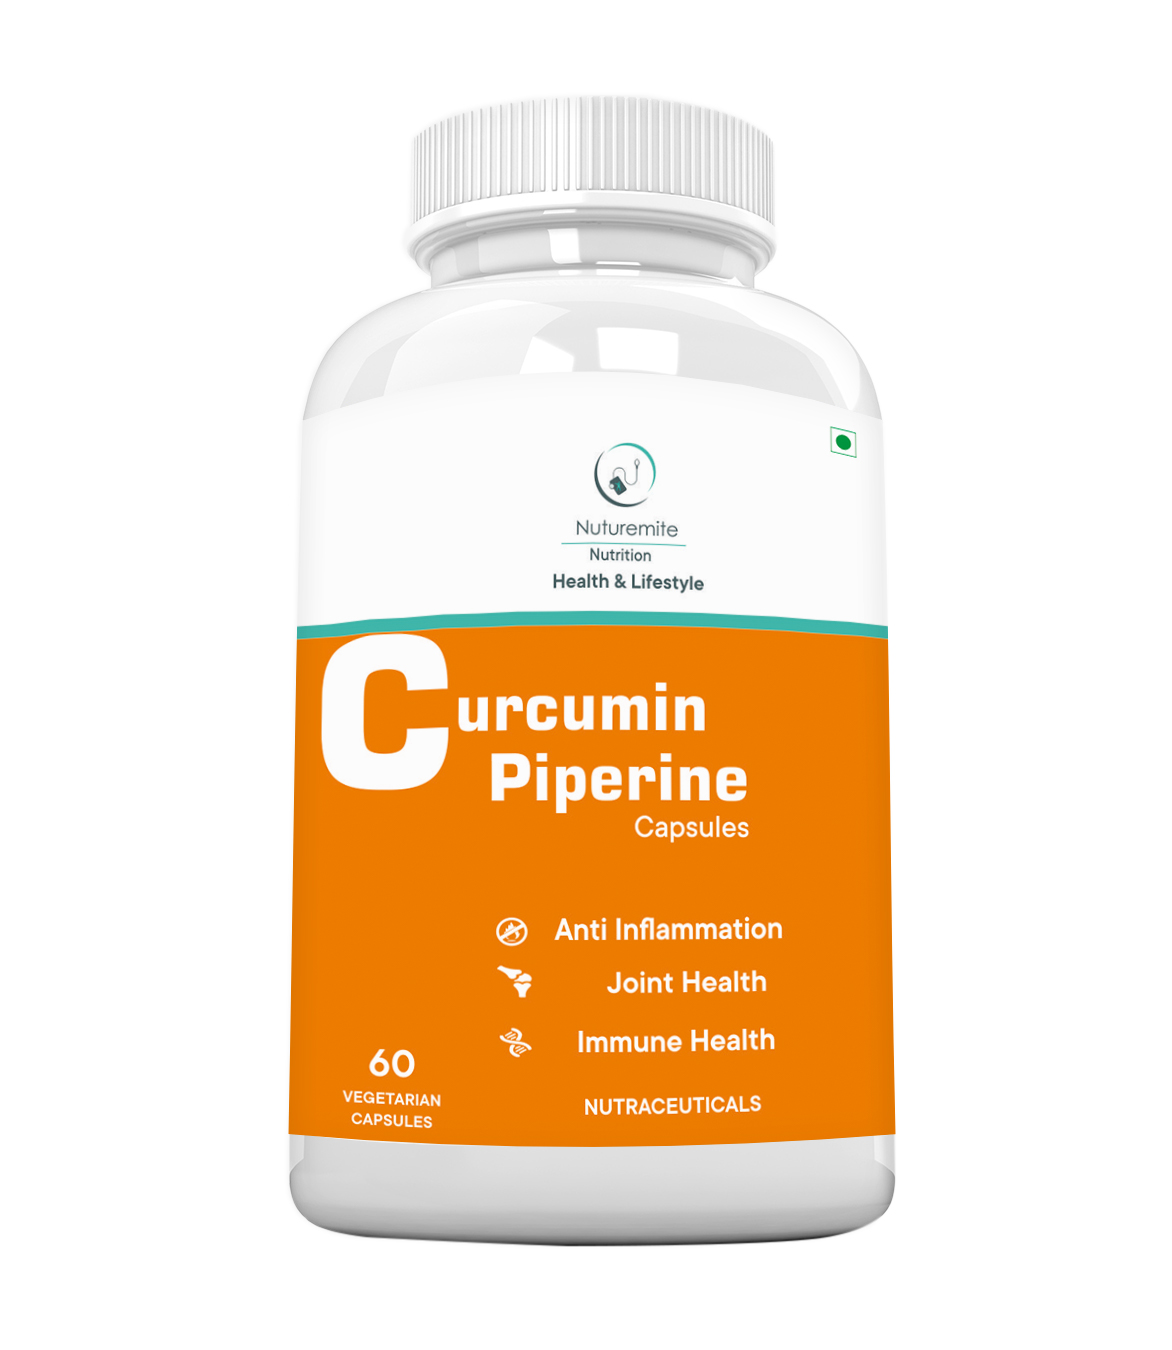 Nuturemite
Nutrition
Health & Lifestyle
Curcumin
Piperine
Capsules
Anti Inflammation
Joint Health
Immune Health
60
VEGETARIAN
CAPSULES
NUTRACEUTICALS